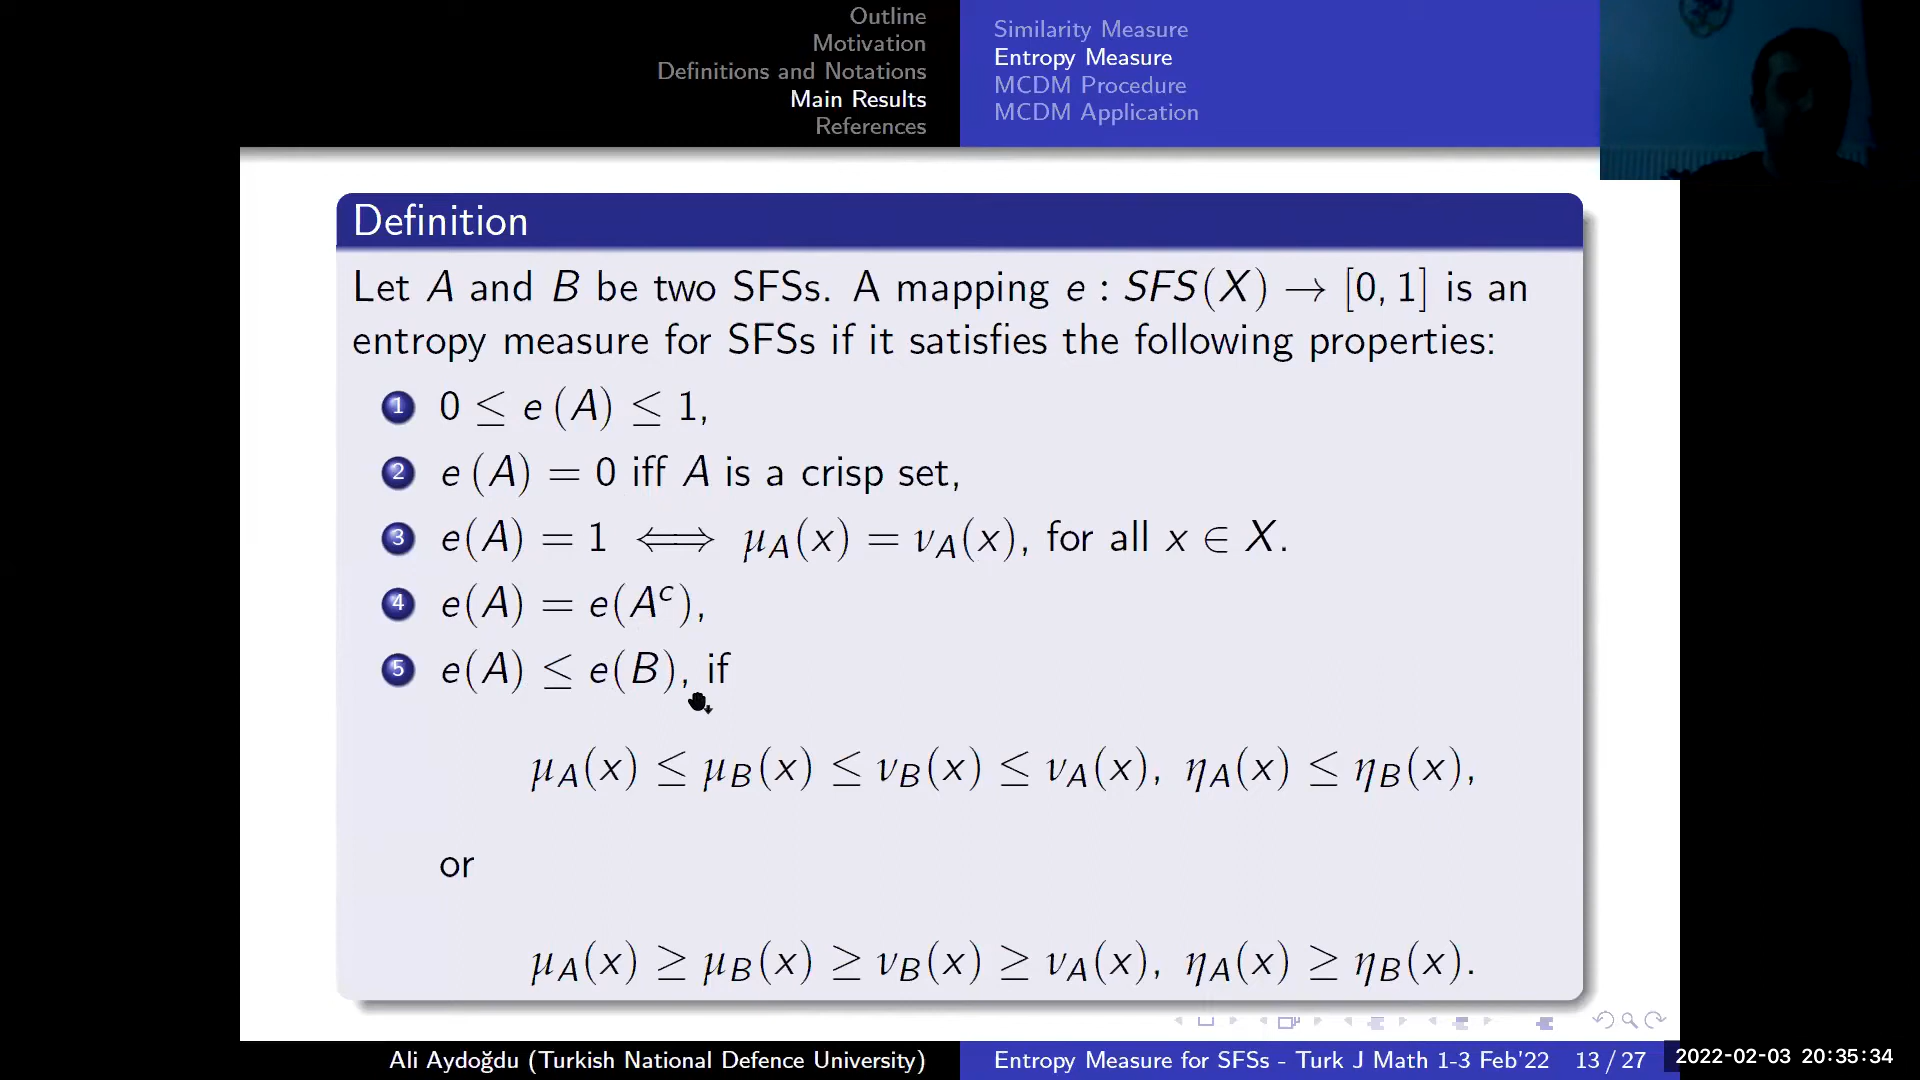 Outline
Motivation
Definitions and Notations
Main Results
References
Similarity Measure
Entropy Measure
MCDM Procedure
MCDM Application
Definition
Let A and B be two SFSs. A mapping e : SFS(X) → [0, 1] is an
entropy measure for SFSs if it satisfies the following properties:
1 0 ≤ e (A) ≤ 1,
2 e (A) = 0 iff A is a crisp set,
3 e(A) = 1 ⟺ μ_A(x) = ν_A(x), for all x ∈ X.
4 e(A) = e(A^c),
5 e(A) ≤ e(B), if
μ_A(x) ≤ μ_B(x) ≤ ν_B(x) ≤ ν_A(x), η_A(x) ≤ η_B(x),
or
μ_A(x) ≥ μ_B(x) ≥ ν_B(x) ≥ ν_A(x), η_A(x) ≥ η_B(x).
Ali Aydoğdu (Turkish National Defence University)
Entropy Measure for SFSs - Turk J Math 1-3 Feb'22 13 / 27
2022-02-03 20:35:34